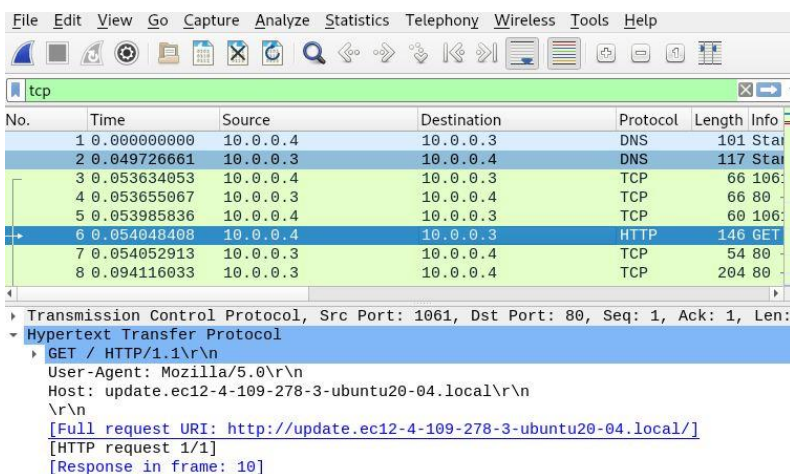 File Edit View Go Capture Analyze Statistics Telephony Wireless Tools Help
tcp
No. Time Source Destination Protocol Length Info
1 0.000000000 10.0.0.4 10.0.0.3 DNS 101 Star
2 0.049726661 10.0.0.3 10.0.0.4 DNS 117 Star
3 0.053634053 10.0.0.4 10.0.0.3 TCP 66 1061
4 0.053655067 10.0.0.3 10.0.0.4 TCP 66 80 -
5 0.053985836 10.0.0.4 10.0.0.3 TCP 60 1061
6 0.054048408 10.0.0.4 10.0.0.3 HTTP 146 GET
7 0.054052913 10.0.0.3 10.0.0.4 TCP 54 80 -
8 0.094116033 10.0.0.3 10.0.0.4 TCP 204 80 -
Transmission Control Protocol, Src Port: 1061, Dst Port: 80, Seq: 1, Ack: 1, Len:
Hypertext Transfer Protocol
GET / HTTP/1.1\r\n
User-Agent: Mozilla/5.0\r\n
Host: update.ec12-4-109-278-3-ubuntu20-04.local\r\n
\r\n
[Full request URI: http://update.ec12-4-109-278-3-ubuntu20-04.local/]
[HTTP request 1/1]
[Response in frame: 10]